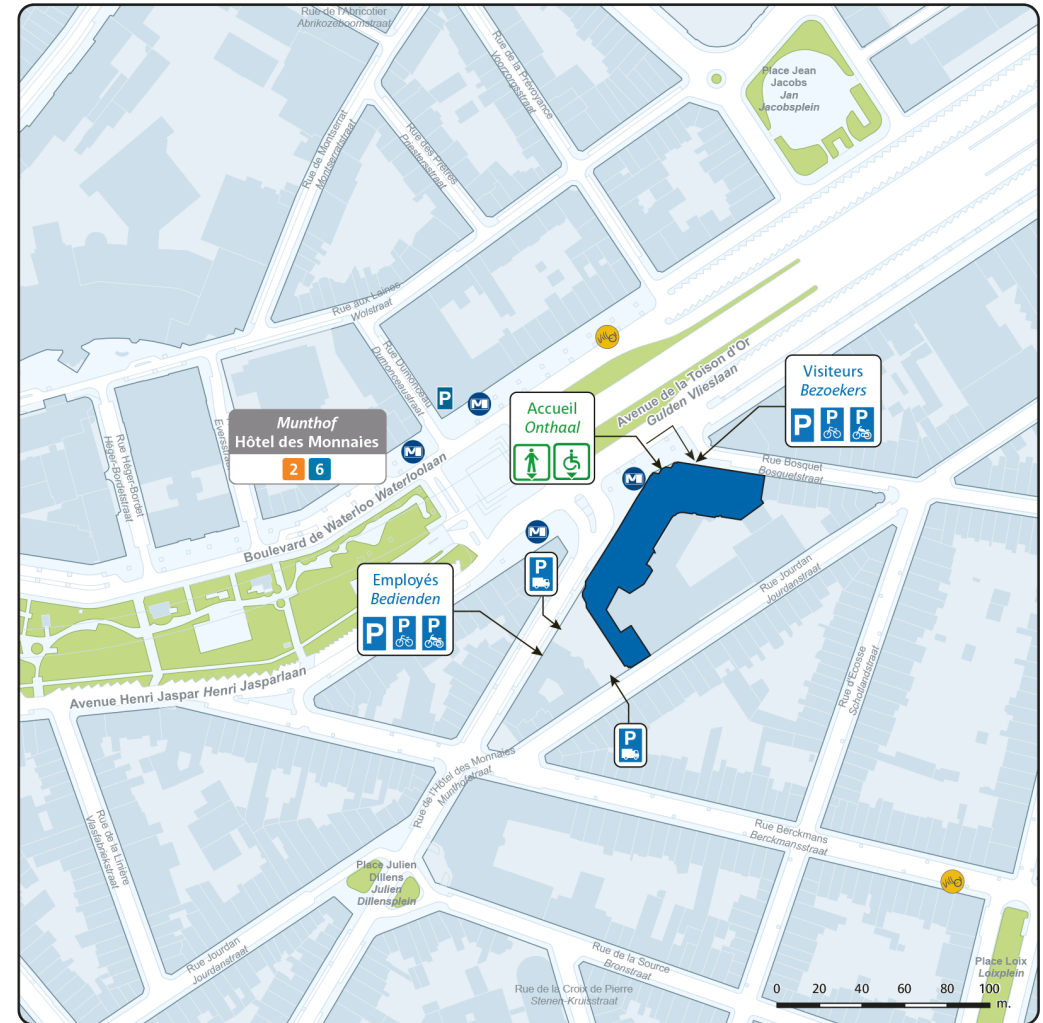 Rue de l'Abricotier
Abrikozeboomstraat
Rue de la Prévoyance
Voorzorgsstraat
Place Jean
Jacobs
Jan
Jacobsplein
Rue de Montserrat
Montserratstraat
Rue des Prêtres
Priestersstraat
Rue aux Laines
Wolstraat
Rue Dumonceau
Dumonceaustraat
villo
Avenue de la Toison d'Or
Gulden Vlieslaan
Visiteurs
Bezoekers
P P P
P
M
Accueil
Onthaal
Munthof
Hôtel des Monnaies
2 6
Eversstraat
Rue Héger-Bordet
Héger-Bordetstraat
M
M
Rue Bosquet
Bosquetstraat
Boulevard de Waterloo Waterloolaan
M
P
Employés
Bedienden
P P P
Rue Jourdan
Jourdanstraat
Rue d'Ecosse
Schotlandstraat
Avenue Henri Jaspar Henri Jasparlaan
P
Rue de l'Hôtel des Monnaies
Munthofstraat
Rue de la Linière
Vlasfabriekstraat
Rue Berckmans
Berckmansstraat
Place Julien
Dillens
Julien
Dillensplein
villo
Rue Jourdan
Jourdanstraat
Rue de la Source
Bronstraat
Place Loix
Loixplein
Rue de la Croix de Pierre
Stenen-Kruisstraat
0 20 40 60 80 100
m.